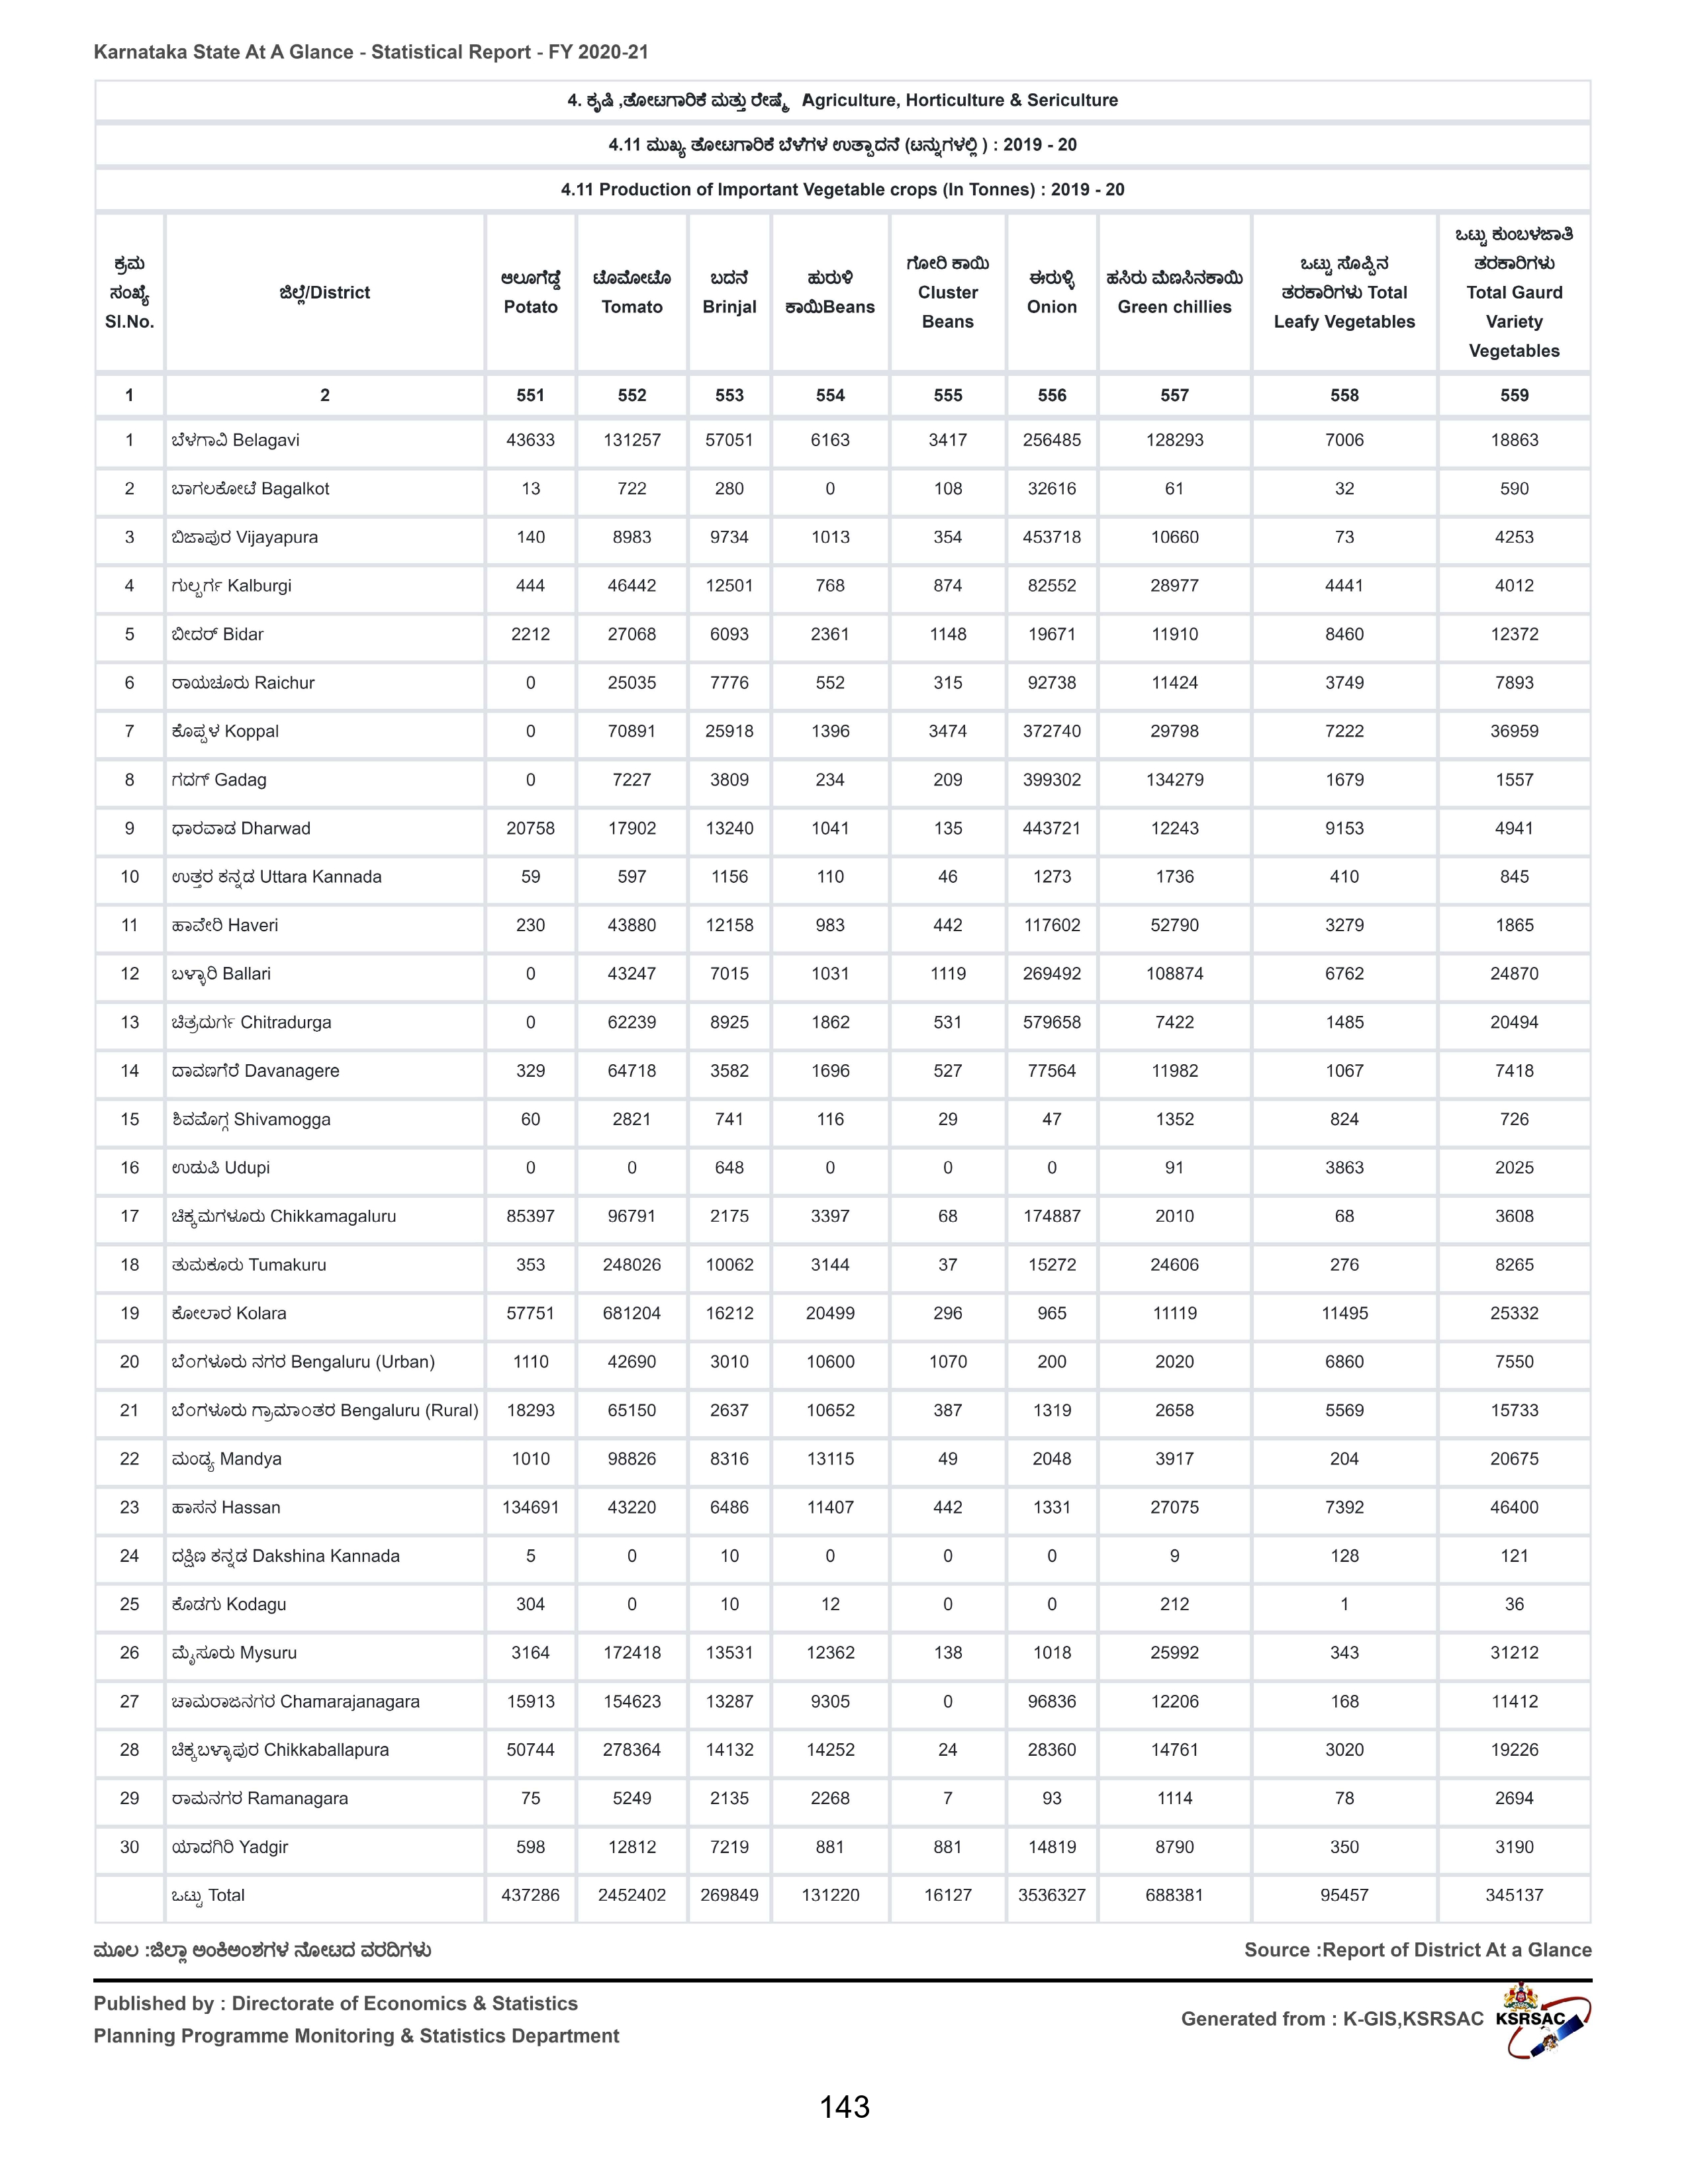 Karnataka State At A Glance - Statistical Report - FY 2020-21
4. ಕೃಷಿ ,ತೋಟಗಾರಿಕೆ ಮತ್ತು ರೇಷ್ಮೆ Agriculture, Horticulture & Sericulture
4.11 ಮುಖ್ಯ ತೋಟಗಾರಿಕೆ ಬೆಳೆಗಳ ಉತ್ಪಾದನೆ (ಟನ್ನುಗಳಲ್ಲಿ ) : 2019 - 20
4.11 Production of Important Vegetable crops (In Tonnes) : 2019 - 20
ಕ್ರಮ ಸಂಖ್ಯೆ Sl.No. ಜಿಲ್ಲೆ/District ಆಲೂಗೆಡ್ಡೆ Potato ಟೊಮೋಟೊ Tomato ಬದನೆ Brinjal ಹುರುಳಿ ಕಾಯಿBeans ಗೋರಿ ಕಾಯಿ Cluster Beans ಈರುಳ್ಳಿ Onion ಹಸಿರು ಮೆಣಸಿನಕಾಯಿ Green chillies ಒಟ್ಟು ಸೊಪ್ಪಿನ ತರಕಾರಿಗಳು Total Leafy Vegetables ಒಟ್ಟು ಕುಂಬಳಜಾತಿ ತರಕಾರಿಗಳು Total Gaurd Variety Vegetables
1 2 551 552 553 554 555 556 557 558 559
1 ಬೆಳಗಾವಿ Belagavi 43633 131257 57051 6163 3417 256485 128293 7006 18863
2 ಬಾಗಲಕೋಟೆ Bagalkot 13 722 280 0 108 32616 61 32 590
3 ಬಿಜಾಪುರ Vijayapura 140 8983 9734 1013 354 453718 10660 73 4253
4 ಗುಲ್ಬರ್ಗ Kalburgi 444 46442 12501 768 874 82552 28977 4441 4012
5 ಬೀದರ್ Bidar 2212 27068 6093 2361 1148 19671 11910 8460 12372
6 ರಾಯಚೂರು Raichur 0 25035 7776 552 315 92738 11424 3749 7893
7 ಕೊಪ್ಪಳ Koppal 0 70891 25918 1396 3474 372740 29798 7222 36959
8 ಗದಗ್ Gadag 0 7227 3809 234 209 399302 134279 1679 1557
9 ಧಾರವಾಡ Dharwad 20758 17902 13240 1041 135 443721 12243 9153 4941
10 ಉತ್ತರ ಕನ್ನಡ Uttara Kannada 59 597 1156 110 46 1273 1736 410 845
11 ಹಾವೇರಿ Haveri 230 43880 12158 983 442 117602 52790 3279 1865
12 ಬಳ್ಳಾರಿ Ballari 0 43247 7015 1031 1119 269492 108874 6762 24870
13 ಚಿತ್ರದುರ್ಗ Chitradurga 0 62239 8925 1862 531 579658 7422 1485 20494
14 ದಾವಣಗೆರೆ Davanagere 329 64718 3582 1696 527 77564 11982 1067 7418
15 ಶಿವಮೊಗ್ಗ Shivamogga 60 2821 741 116 29 47 1352 824 726
16 ಉಡುಪಿ Udupi 0 0 648 0 0 0 91 3863 2025
17 ಚಿಕ್ಕಮಗಳೂರು Chikkamagaluru 85397 96791 2175 3397 68 174887 2010 68 3608
18 ತುಮಕೂರು Tumakuru 353 248026 10062 3144 37 15272 24606 276 8265
19 ಕೋಲಾರ Kolara 57751 681204 16212 20499 296 965 11119 11495 25332
20 ಬೆಂಗಳೂರು ನಗರ Bengaluru (Urban) 1110 42690 3010 10600 1070 200 2020 6860 7550
21 ಬೆಂಗಳೂರು ಗ್ರಾಮಾಂತರ Bengaluru (Rural) 18293 65150 2637 10652 387 1319 2658 5569 15733
22 ಮಂಡ್ಯ Mandya 1010 98826 8316 13115 49 2048 3917 204 20675
23 ಹಾಸನ Hassan 134691 43220 6486 11407 442 1331 27075 7392 46400
24 ದಕ್ಷಿಣ ಕನ್ನಡ Dakshina Kannada 5 0 10 0 0 0 9 128 121
25 ಕೊಡಗು Kodagu 304 0 10 12 0 0 212 1 36
26 ಮೈಸೂರು Mysuru 3164 172418 13531 12362 138 1018 25992 343 31212
27 ಚಾಮರಾಜನಗರ Chamarajanagara 15913 154623 13287 9305 0 96836 12206 168 11412
28 ಚಿಕ್ಕಬಳ್ಳಾಪುರ Chikkaballapura 50744 278364 14132 14252 24 28360 14761 3020 19226
29 ರಾಮನಗರ Ramanagara 75 5249 2135 2268 7 93 1114 78 2694
30 ಯಾದಗಿರಿ Yadgir 598 12812 7219 881 881 14819 8790 350 3190
ಒಟ್ಟು Total 437286 2452402 269849 131220 16127 3536327 688381 95457 345137
ಮೂಲ :ಜಿಲ್ಲಾ ಅಂಕಿಅಂಶಗಳ ನೋಟದ ವರದಿಗಳು Source :Report of District At a Glance
Published by : Directorate of Economics & Statistics
Planning Programme Monitoring & Statistics Department
Generated from : K-GIS,KSRSAC KSRSAC
143